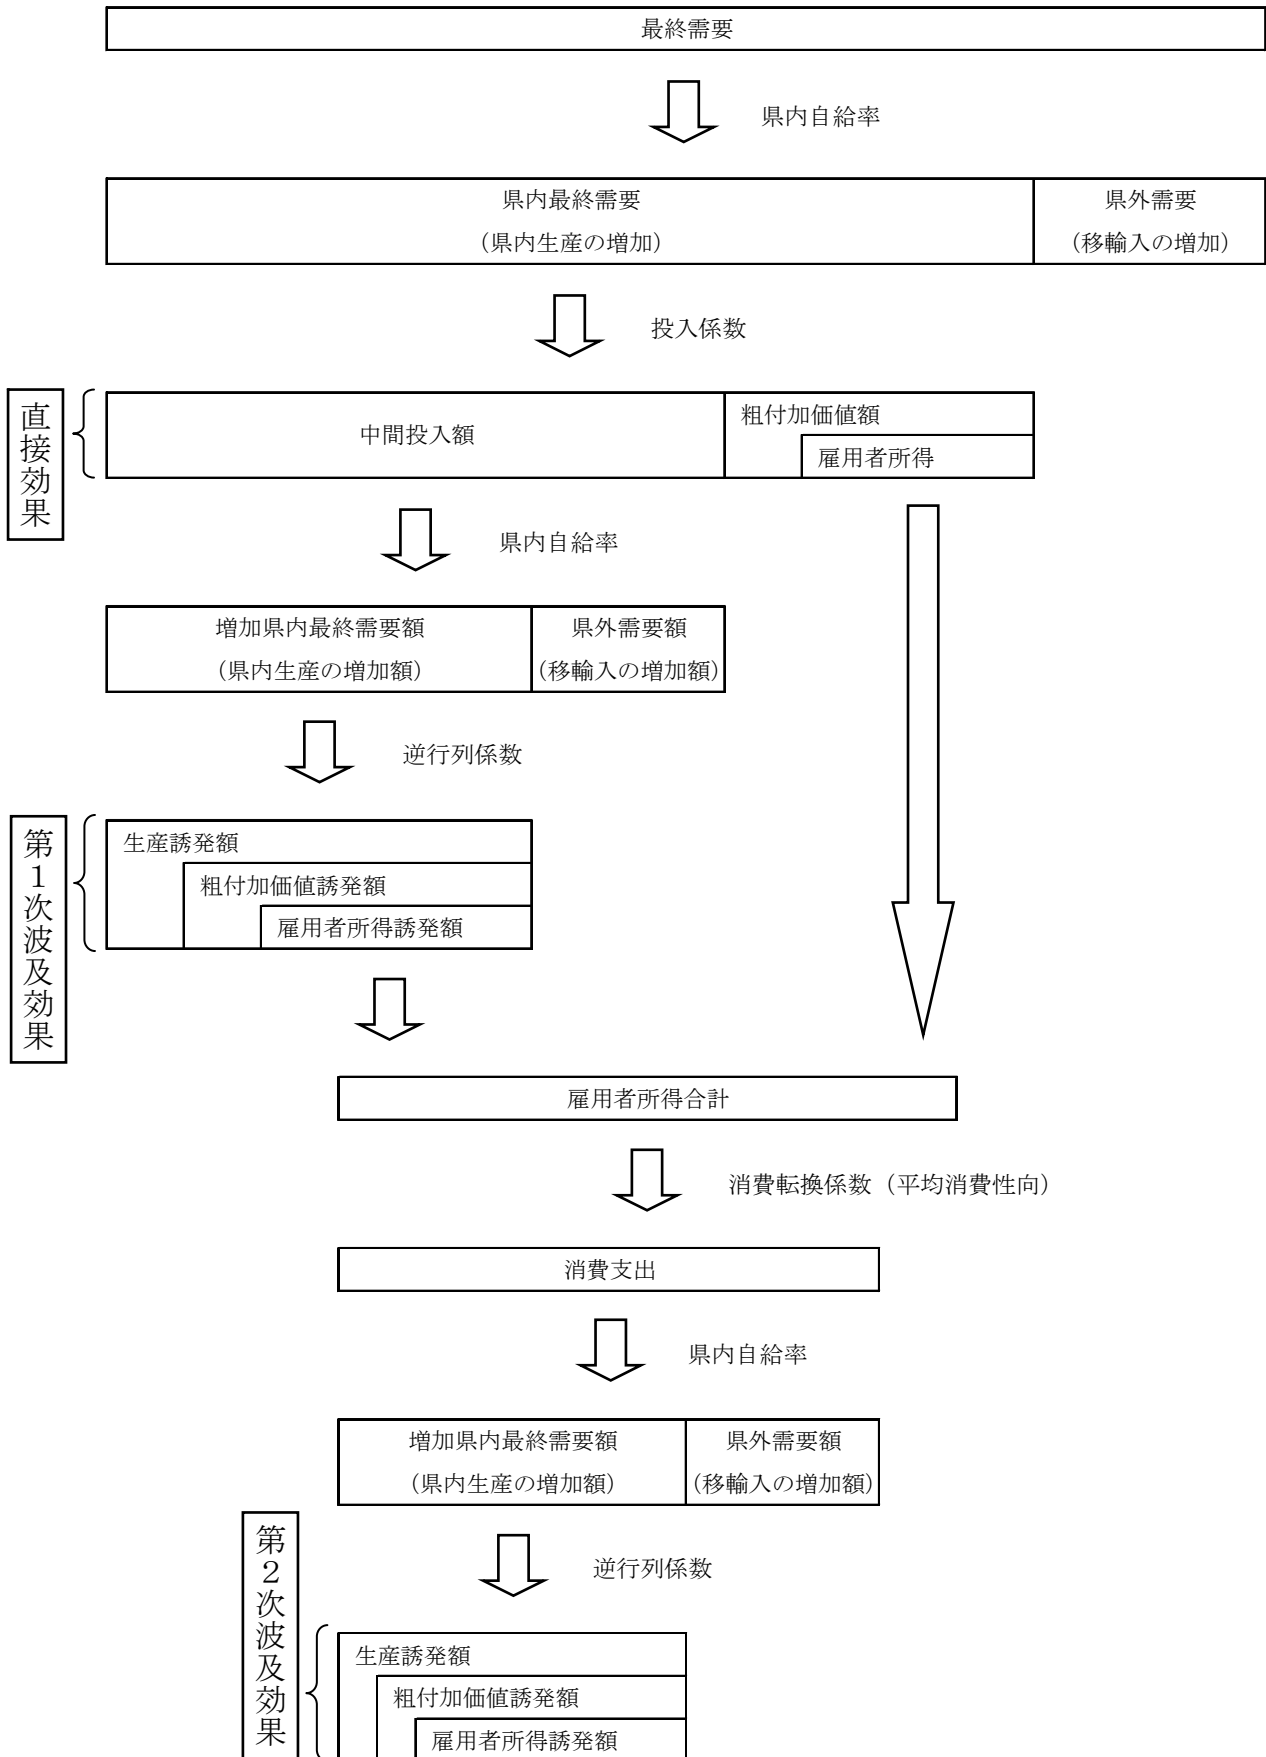 最終需要
県内自給率
県内最終需要
（県内生産の増加）
県外需要
（移輸入の増加）
投入係数
直接効果
中間投入額
粗付加価値額
雇用者所得
県内自給率
増加県内最終需要額
（県内生産の増加額）
県外需要額
（移輸入の増加額）
逆行列係数
第１次波及効果
生産誘発額
粗付加価値誘発額
雇用者所得誘発額
雇用者所得合計
消費転換係数（平均消費性向）
消費支出
県内自給率
増加県内最終需要額
（県内生産の増加額）
県外需要額
（移輸入の増加額）
逆行列係数
第２次波及効果
生産誘発額
粗付加価値誘発額
雇用者所得誘発額